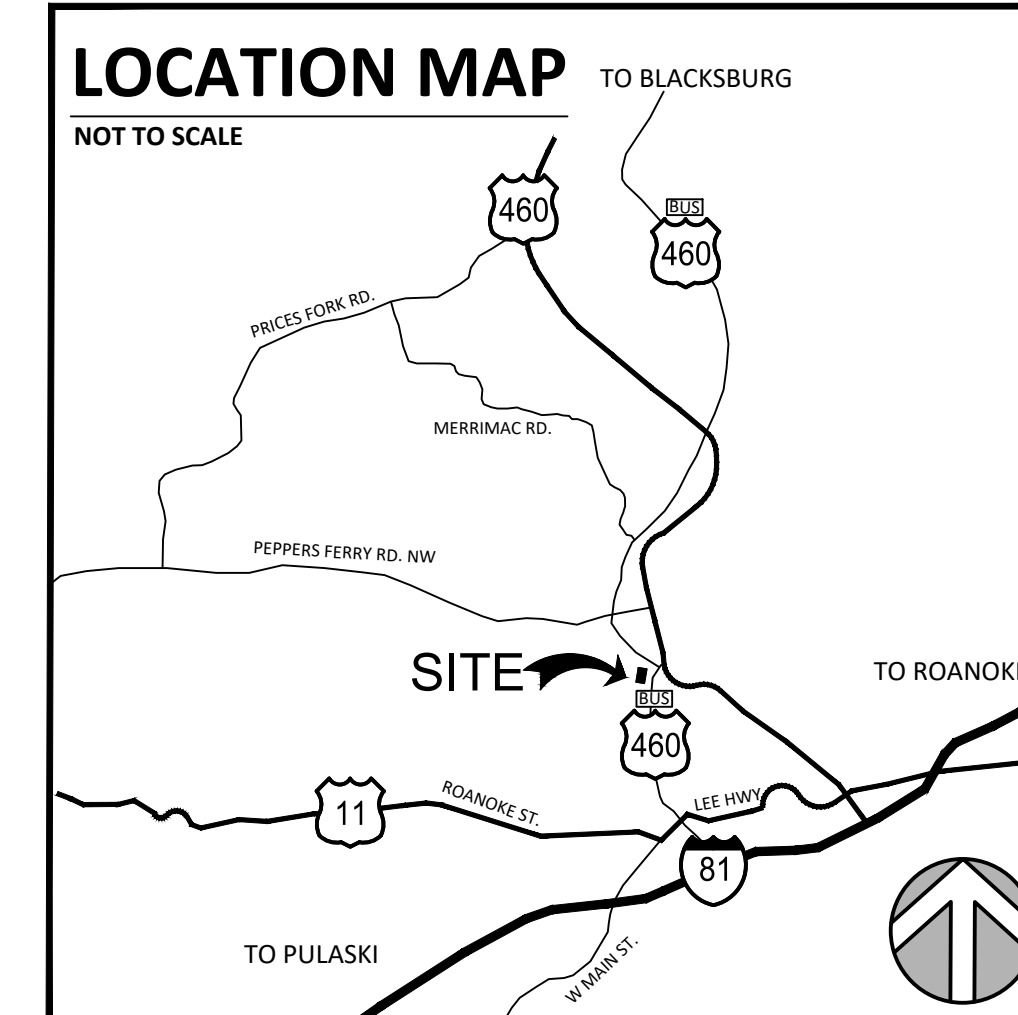 LOCATION MAP
NOT TO SCALE
TO BLACKSBURG
460
BUS
460
PRICES FORK RD.
MERRIMAC RD.
PEPPERS FERRY RD. NW
SITE
TO ROANOKE
BUS
460
11
ROANOKE ST.
LEE HWY
81
TO PULASKI
W MAIN ST.